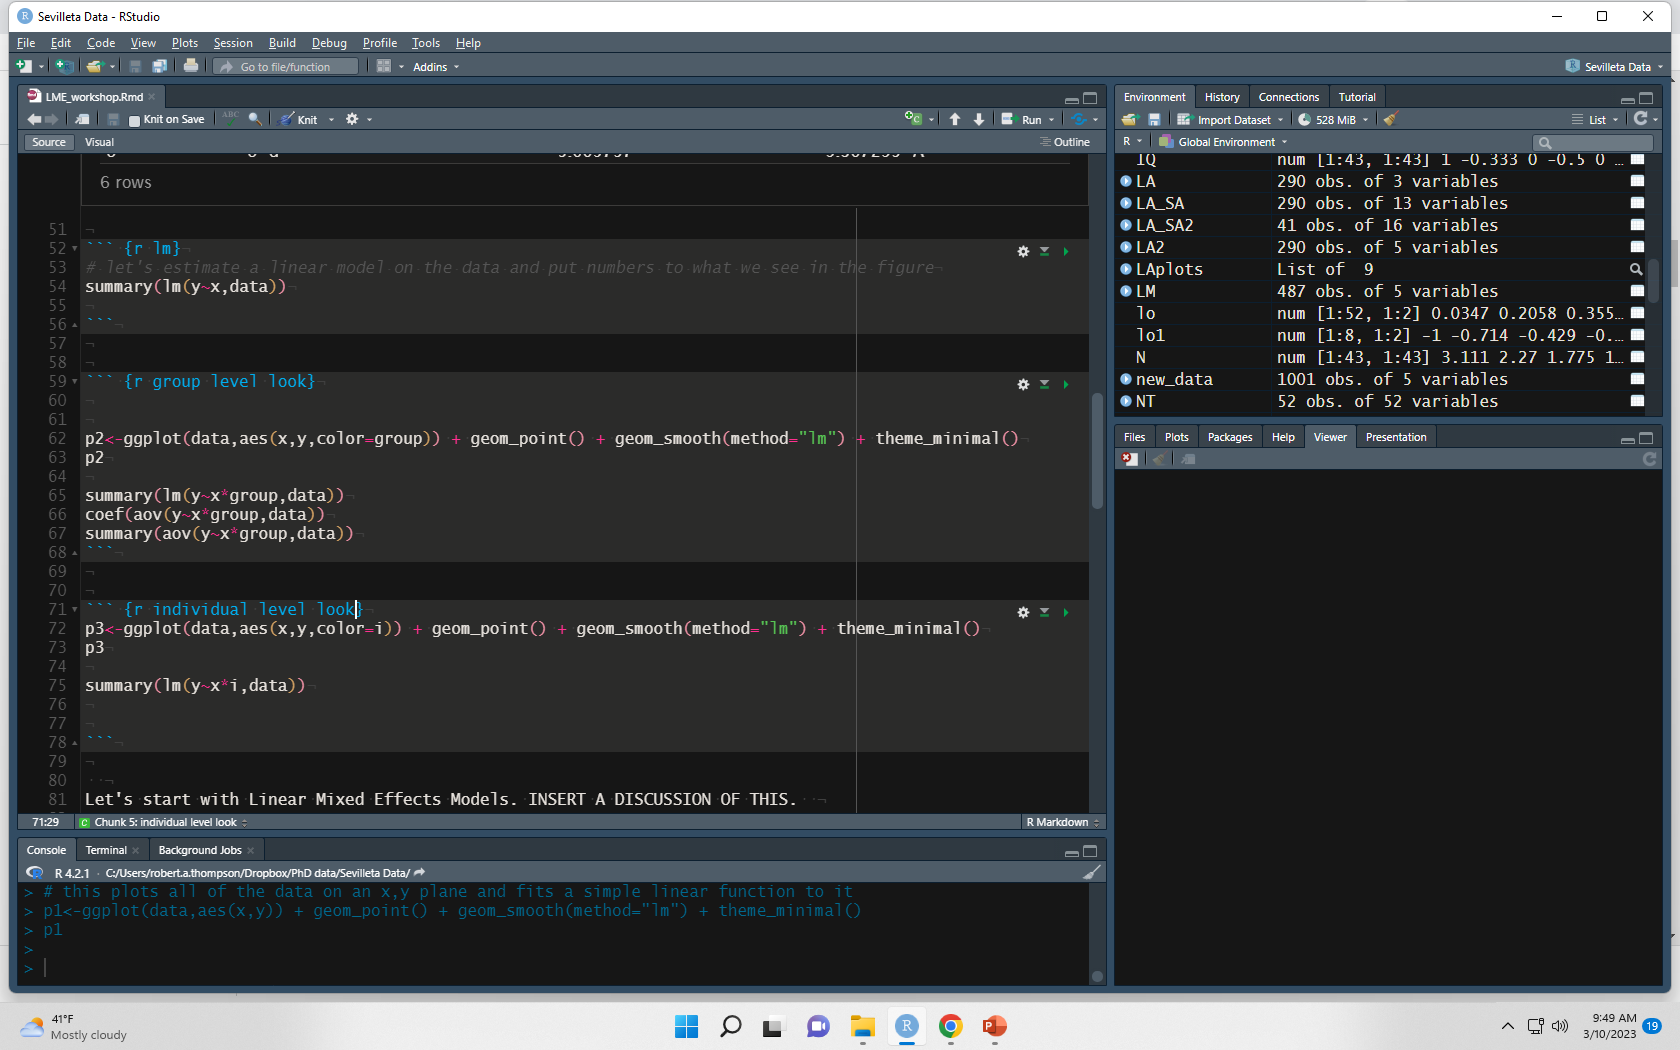 Sevilleta Data - RStudio
File Edit Code View Plots Session Build Debug Profile Tools Help
Go to file/function Addins Sevilleta Data
LME_workshop.Rmd
Knit on Save ABC Knit Run
Source Visual Outline
6 rows
51
52 ``` {r lm}
53 # let's estimate a linear model on the data and put numbers to what we see in the figure
54 summary(lm(y~x,data))
55
56 ```
57
58
59 ``` {r group level look}
60
61
62 p2<-ggplot(data,aes(x,y,color=group)) + geom_point() + geom_smooth(method="lm") + theme_minimal()
63 p2
64
65 summary(lm(y~x*group,data))
66 coef(aov(y~x*group,data))
67 summary(aov(y~x*group,data))
68 ```
69
70
71 ``` {r individual level look}
72 p3<-ggplot(data,aes(x,y,color=i)) + geom_point() + geom_smooth(method="lm") + theme_minimal()
73 p3
74
75 summary(lm(y~x*i,data))
76
77
78 ```
79
80
81 Let's start with Linear Mixed Effects Models. INSERT A DISCUSSION OF THIS.
71:29 C Chunk 5: individual level look R Markdown
Console Terminal Background Jobs
R 4.2.1 · C:/Users/robert.a.thompson/Dropbox/PhD data/Sevilleta Data/
> # this plots all of the data on an x,y plane and fits a simple linear function to it
> p1<-ggplot(data,aes(x,y)) + geom_point() + geom_smooth(method="lm") + theme_minimal()
> p1
>
>
Environment History Connections Tutorial
Import Dataset 528 MiB List
R Global Environment
IQ num [1:43, 1:43] 1 -0.333 0 -0.5 0 ...
LA 290 obs. of 3 variables
LA_SA 290 obs. of 13 variables
LA_SA2 41 obs. of 16 variables
LA2 290 obs. of 5 variables
LAplots List of 9
LM 487 obs. of 5 variables
lo num [1:52, 1:2] 0.0347 0.2058 0.355...
lo1 num [1:8, 1:2] -1 -0.714 -0.429 -0...
N num [1:43, 1:43] 3.111 2.27 1.775 1...
new_data 1001 obs. of 5 variables
NT 52 obs. of 52 variables
Files Plots Packages Help Viewer Presentation
41°F
Mostly cloudy
9:49 AM
3/10/2023
19